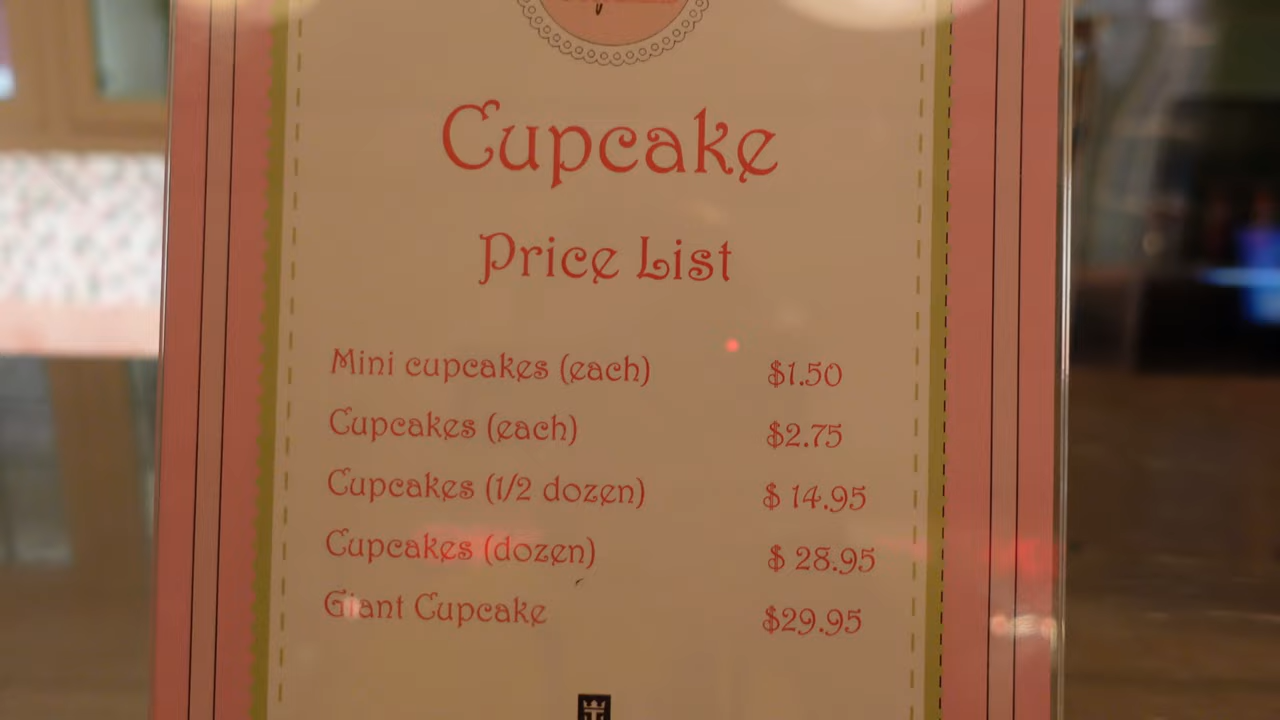 Cupcake
Price List
Mini cupcakes (each) $1.50
Cupcakes (each) $2.75
Cupcakes (1/2 dozen) $ 14.95
Cupcakes (dozen) $ 28.95
Giant Cupcake $29.95